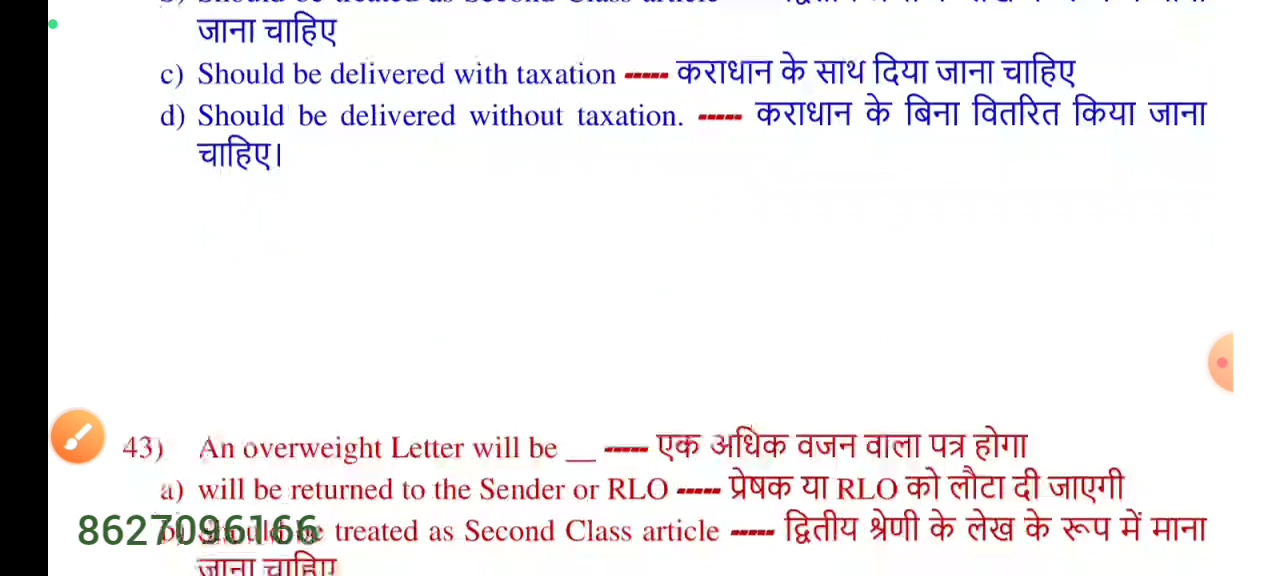 जाना चाहिए
c) Should be delivered with taxation ----- कराधान के साथ दिया जाना चाहिए
d) Should be delivered without taxation. ----- कराधान के बिना वितरित किया जाना
चाहिए।
43) An overweight Letter will be __ ----- एक अधिक वजन वाला पत्र होगा
a) will be returned to the Sender or RLO ----- प्रेषक या RLO को लौटा दी जाएगी
8627096166
b) Should be treated as Second Class article ----- द्वितीय श्रेणी के लेख के रूप में माना
जाना चाहिए